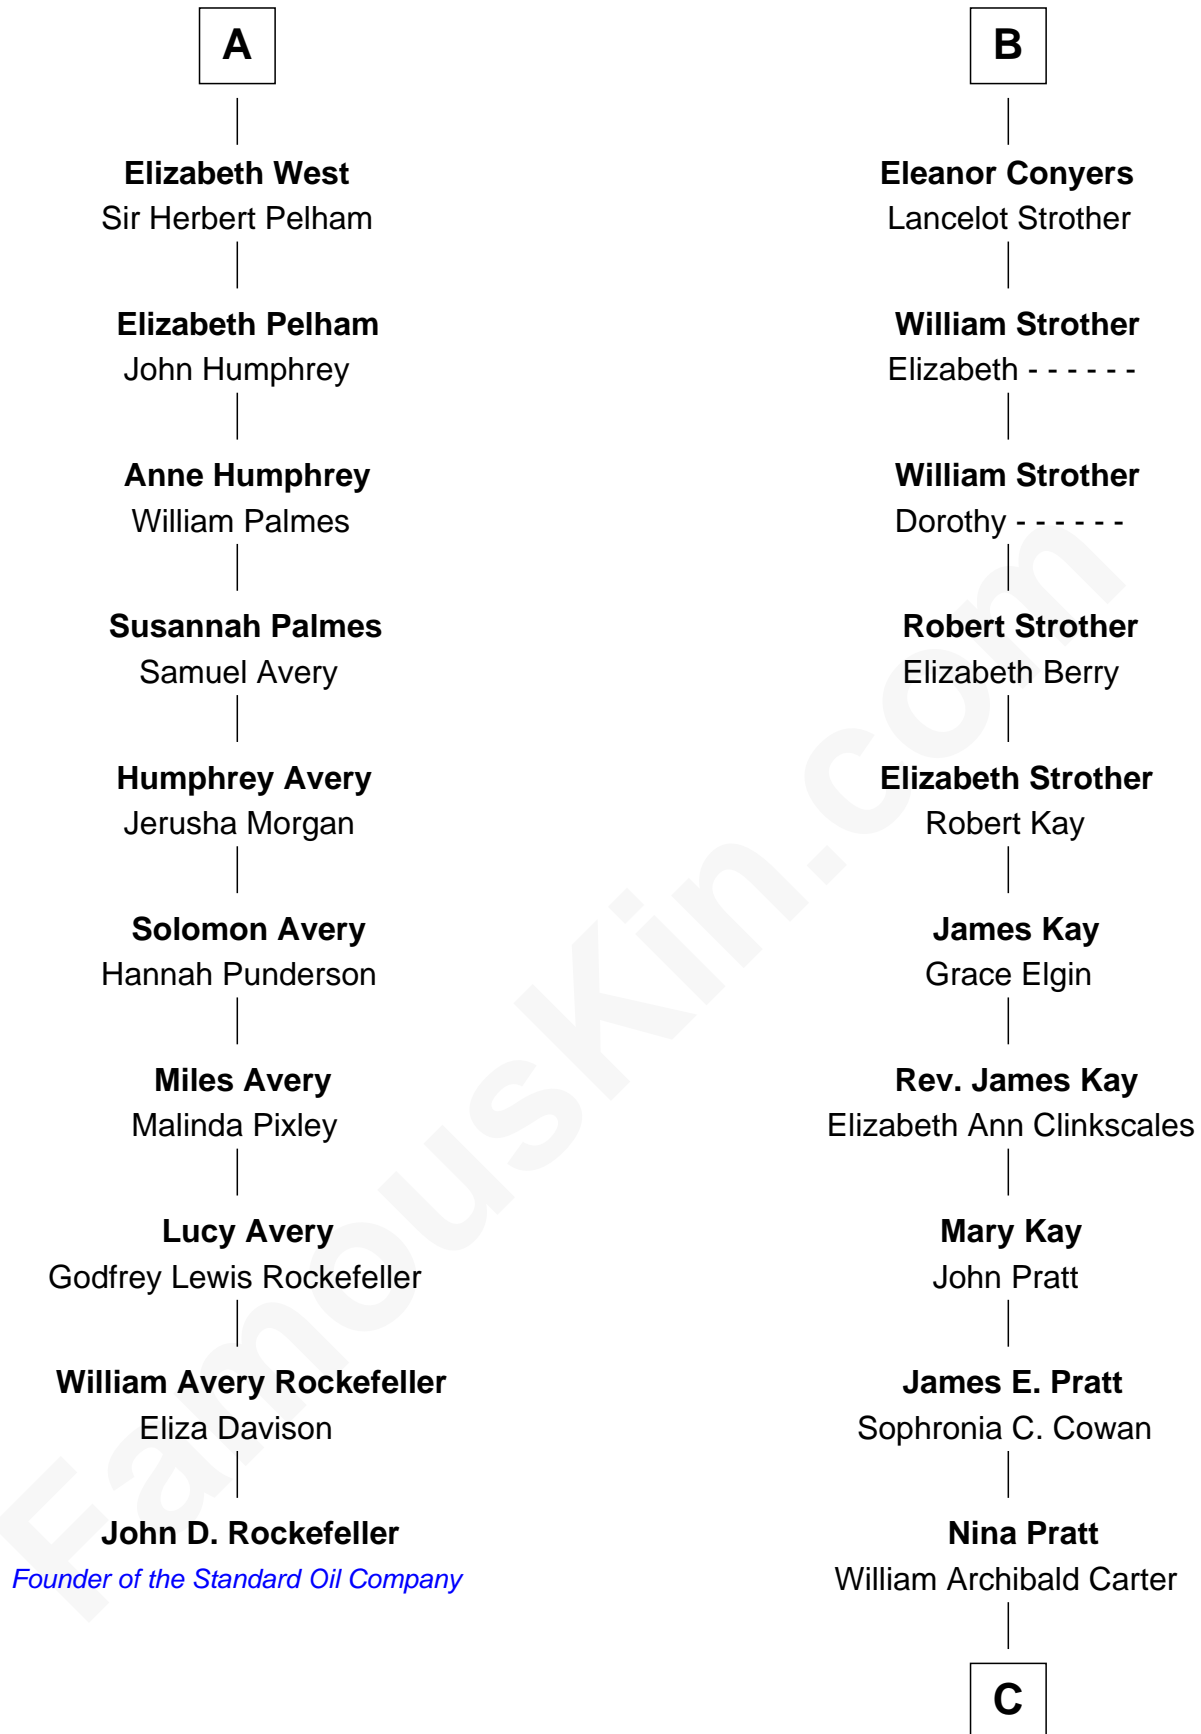 A
Elizabeth West
Sir Herbert Pelham
Elizabeth Pelham
John Humphrey
Anne Humphrey
William Palmes
Susannah Palmes
Samuel Avery
Humphrey Avery
Jerusha Morgan
Solomon Avery
Hannah Punderson
Miles Avery
Malinda Pixley
Lucy Avery
Godfrey Lewis Rockefeller
William Avery Rockefeller
Eliza Davison
John D. Rockefeller
Founder of the Standard Oil Company
B
Eleanor Conyers
Lancelot Strother
William Strother
Elizabeth - - - - - -
William Strother
Dorothy - - - - - -
Robert Strother
Elizabeth Berry
Elizabeth Strother
Robert Kay
James Kay
Grace Elgin
Rev. James Kay
Elizabeth Ann Clinkscales
Mary Kay
John Pratt
James E. Pratt
Sophronia C. Cowan
Nina Pratt
William Archibald Carter
C
FamousKin.com